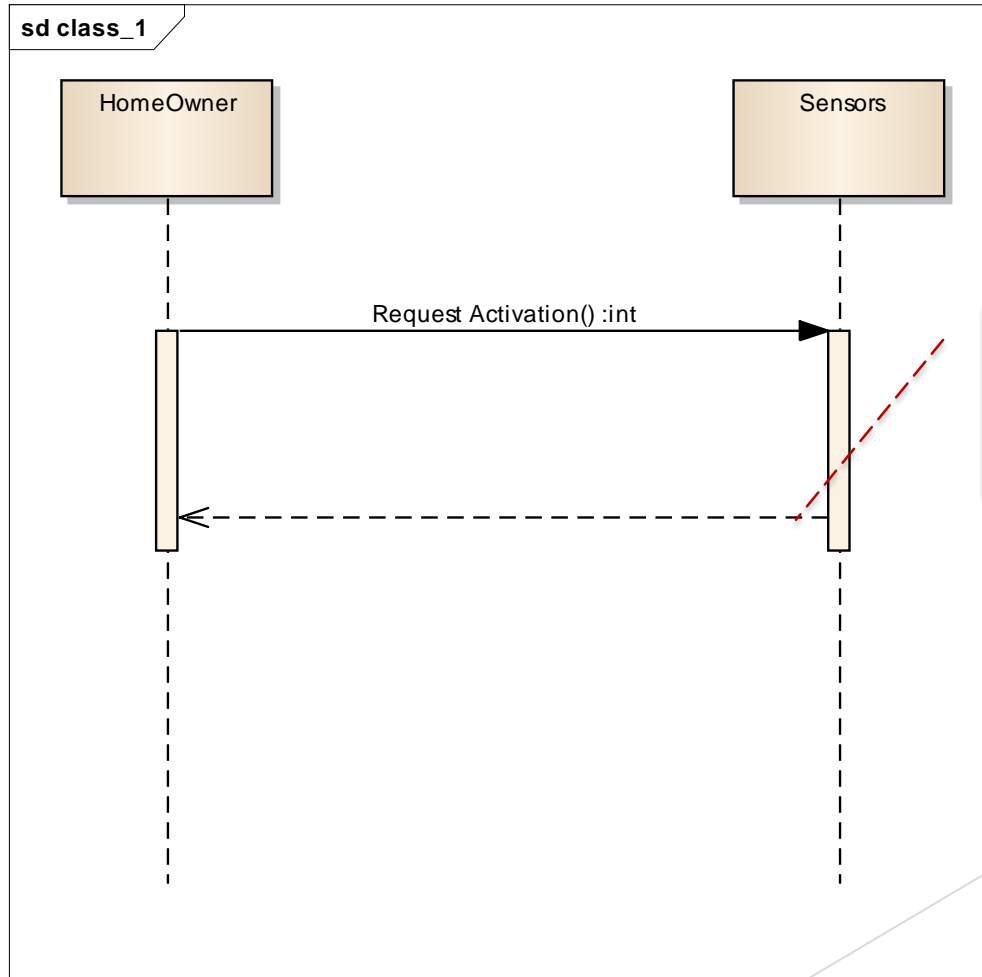 sd class_1
HomeOwner
Sensors
Request Activation() :int